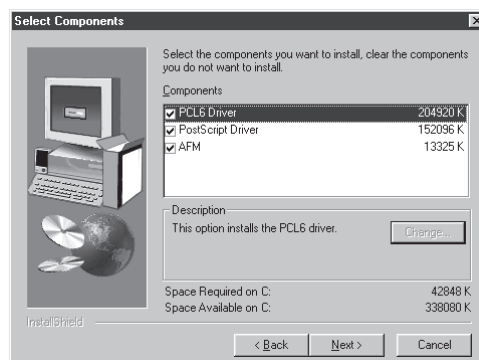 Select Components
Select the components you want to install, clear the components
you do not want to install.
Components
PCL6 Driver 204920 K
PostScript Driver 152096 K
AFM 13325 K
Description
This option installs the PCL6 driver.
Change...
Space Required on C: 42848 K
Space Available on C: 338080 K
InstallShield
< Back Next > Cancel